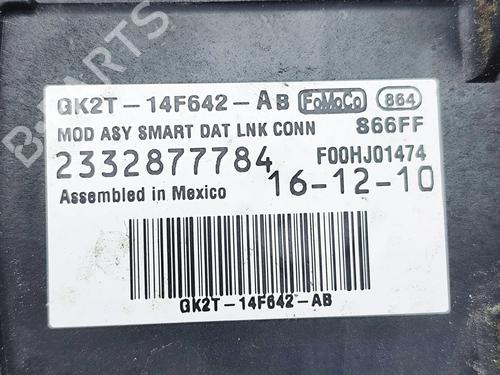 B-PARTS
GK2T-14F642-AB FoMoCo 864
MOD ASY SMART DAT LNK CONN 866FF
2332877784 F00HJ01474
Assembled in Mexico 16-12-10
GK2T-14F642-AB